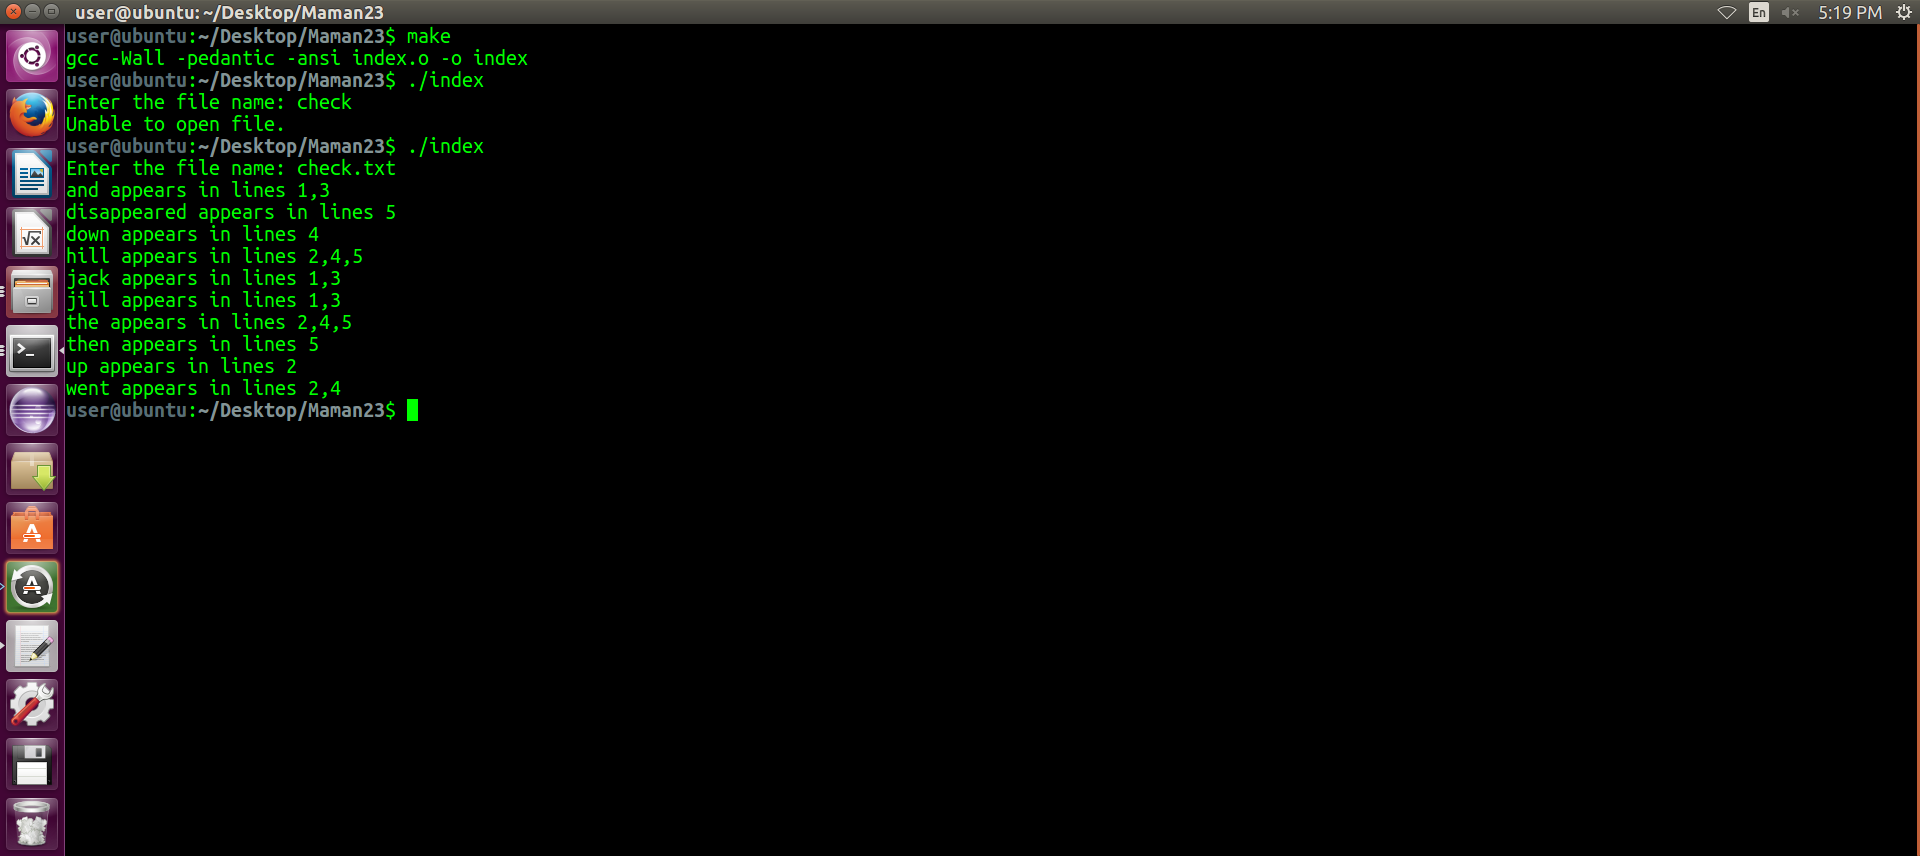 user@ubuntu: ~/Desktop/Maman23
En
5:19 PM
user@ubuntu:~/Desktop/Maman23$ make
gcc -Wall -pedantic -ansi index.o -o index
user@ubuntu:~/Desktop/Maman23$ ./index
Enter the file name: check
Unable to open file.
user@ubuntu:~/Desktop/Maman23$ ./index
Enter the file name: check.txt
and appears in lines 1,3
disappeared appears in lines 5
down appears in lines 4
hill appears in lines 2,4,5
jack appears in lines 1,3
jill appears in lines 1,3
the appears in lines 2,4,5
then appears in lines 5
up appears in lines 2
went appears in lines 2,4
user@ubuntu:~/Desktop/Maman23$